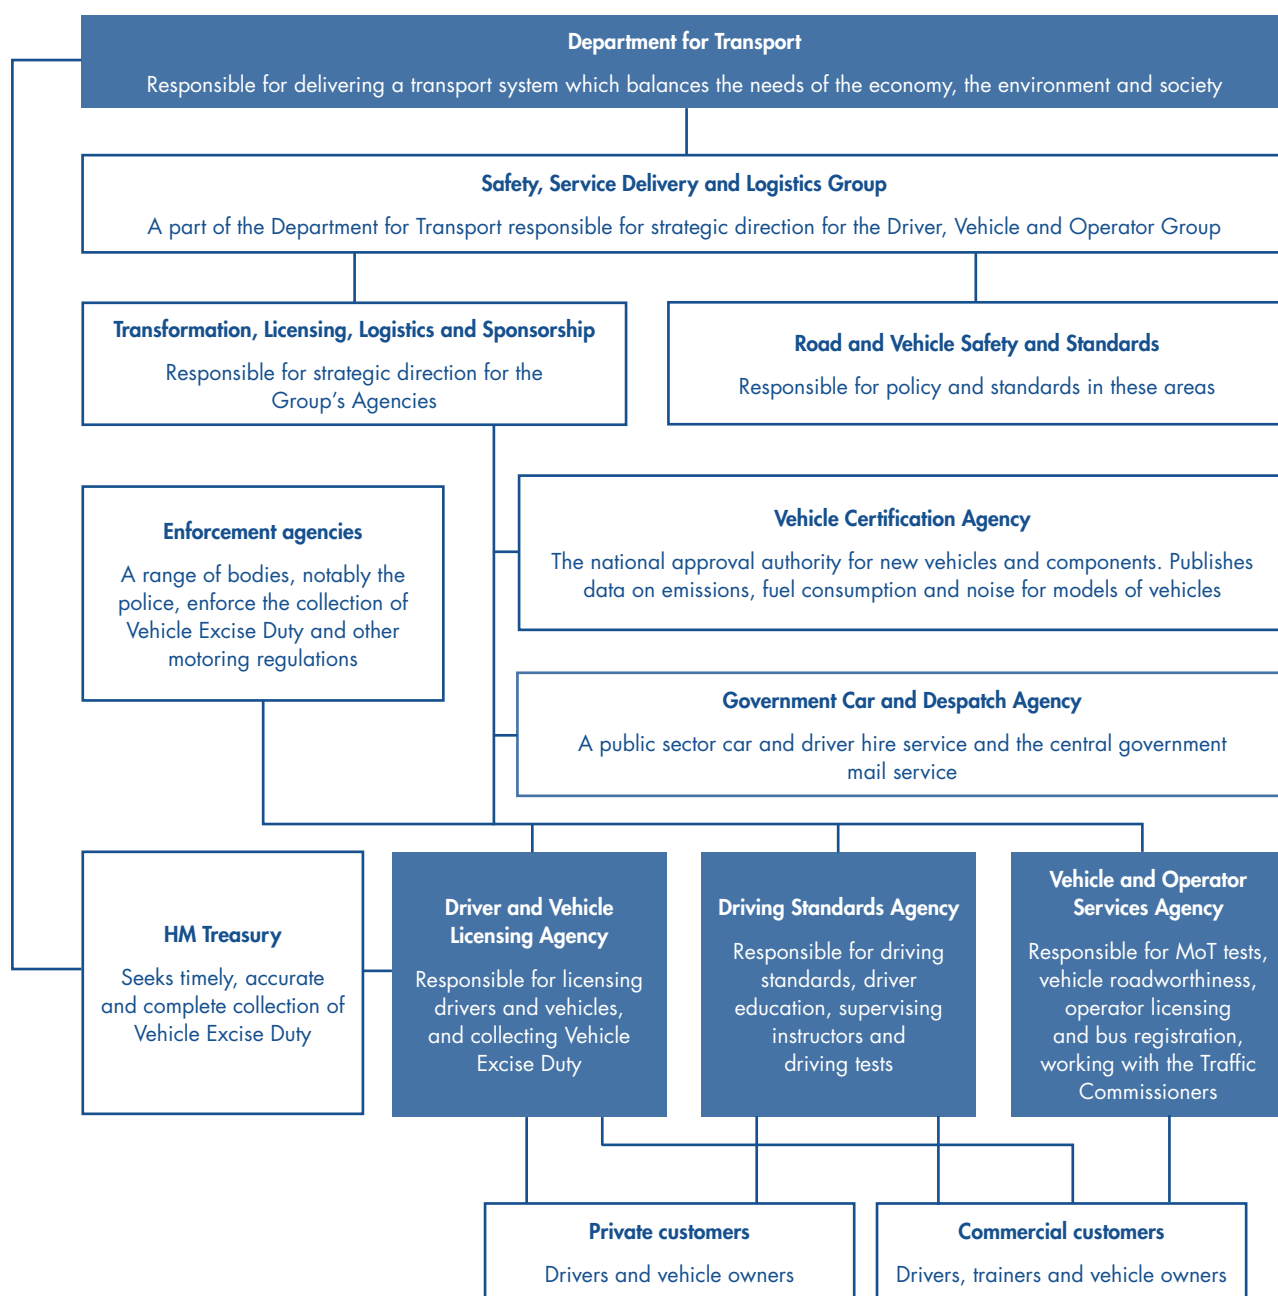 Department for Transport
Responsible for delivering a transport system which balances the needs of the economy, the environment and society
Safety, Service Delivery and Logistics Group
A part of the Department for Transport responsible for strategic direction for the Driver, Vehicle and Operator Group
Transformation, Licensing, Logistics and Sponsorship
Responsible for strategic direction for the
Group's Agencies
Road and Vehicle Safety and Standards
Responsible for policy and standards in these areas
Enforcement agencies
A range of bodies, notably the
police, enforce the collection of
Vehicle Excise Duty and other
motoring regulations
Vehicle Certification Agency
The national approval authority for new vehicles and components. Publishes
data on emissions, fuel consumption and noise for models of vehicles
Government Car and Despatch Agency
A public sector car and driver hire service and the central government
mail service
HM Treasury
Seeks timely, accurate
and complete collection of
Vehicle Excise Duty
Driver and Vehicle
Licensing Agency
Responsible for licensing
drivers and vehicles,
and collecting Vehicle
Excise Duty
Driving Standards Agency
Responsible for driving
standards, driver
education, supervising
instructors and
driving tests
Vehicle and Operator
Services Agency
Responsible for MoT tests,
vehicle roadworthiness,
operator licensing
and bus registration,
working with the Traffic
Commissioners
Private customers
Drivers and vehicle owners
Commercial customers
Drivers, trainers and vehicle owners